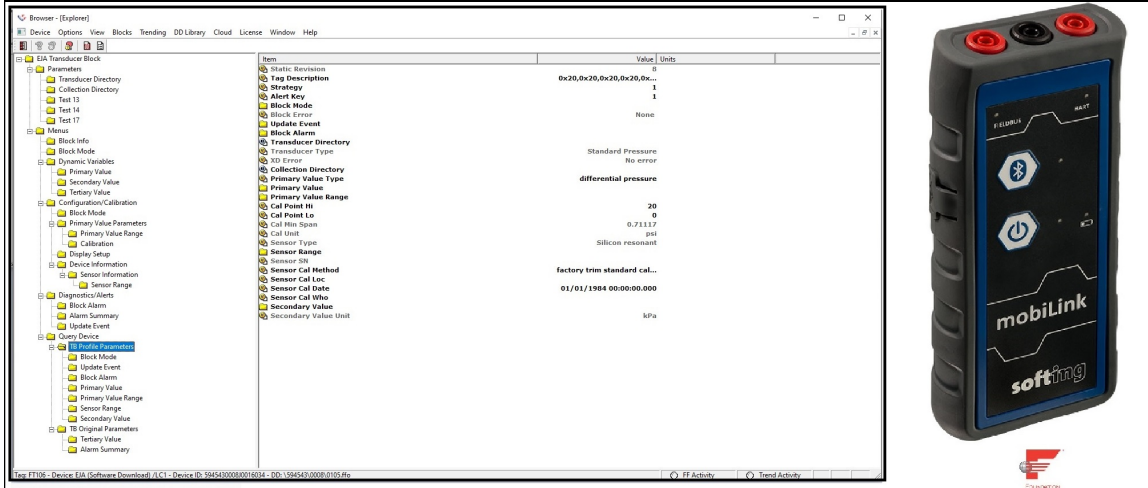 Browser - [Explorer]
Device Options View Blocks Trending DD Library Cloud License Window Help
EJA Transducer Block
Parameters
Transducer Directory
Collection Directory
Test 13
Test 14
Test 17
Menus
Block Info
Block Mode
Dynamic Variables
Primary Value
Secondary Value
Tertiary Value
Configuration/Calibration
Block Mode
Primary Value Parameters
Primary Value Range
Calibration
Display Setup
Device Information
Sensor Information
Sensor Range
Diagnostics/Alerts
Block Alarm
Alarm Summary
Update Event
Query Device
TB Profile Parameters
Block Mode
Update Event
Block Alarm
Primary Value
Primary Value Range
Sensor Range
Secondary Value
TB Original Parameters
Tertiary Value
Alarm Summary
Item Value Units
Static Revision 8
Tag Description 0x20,0x20,0x20,0x20,0x...
Strategy 1
Alert Key 1
Block Mode
Block Error None
Update Event
Block Alarm
Transducer Directory
Transducer Type Standard Pressure
XD Error No error
Collection Directory
Primary Value Type differential pressure
Primary Value
Primary Value Range
Cal Point Hi 20
Cal Point Lo 0
Cal Min Span 0.71117
Cal Unit psi
Sensor Type Silicon resonant
Sensor Range
Sensor SN
Sensor Cal Method factory trim standard cal...
Sensor Cal Loc
Sensor Cal Date 01/01/1984 00:00:00.000
Sensor Cal Who
Secondary Value
Secondary Value Unit kPa
Tag: FT106 - Device: EJA (Software Download) /LC1 - Device ID: 5945430008J0016034 - DD: \594543\0008\0105.ffo
FF Activity Trend Activity
FIELDBUS HART
mobiLink
softing
FOUNDATION